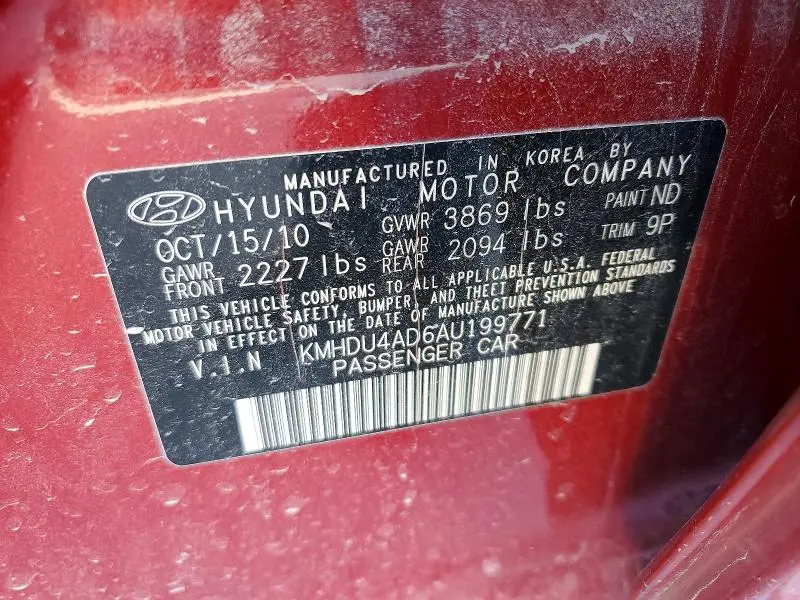 MANUFACTURED IN KOREA BY
HYUNDAI MOTOR COMPANY
OCT/15/10 GVWR 3869 lbs PAINT ND
GAWR FRONT 2227 lbs GAWR REAR 2094 lbs TRIM 9P
THIS VEHICLE CONFORMS TO ALL APPLICABLE U.S.A. FEDERAL
MOTOR VEHICLE SAFETY, BUMPER, AND THEFT PREVENTION STANDARDS
IN EFFECT ON THE DATE OF MANUFACTURE SHOWN ABOVE
V.I.N KMHDU4AD6AU199771
PASSENGER CAR